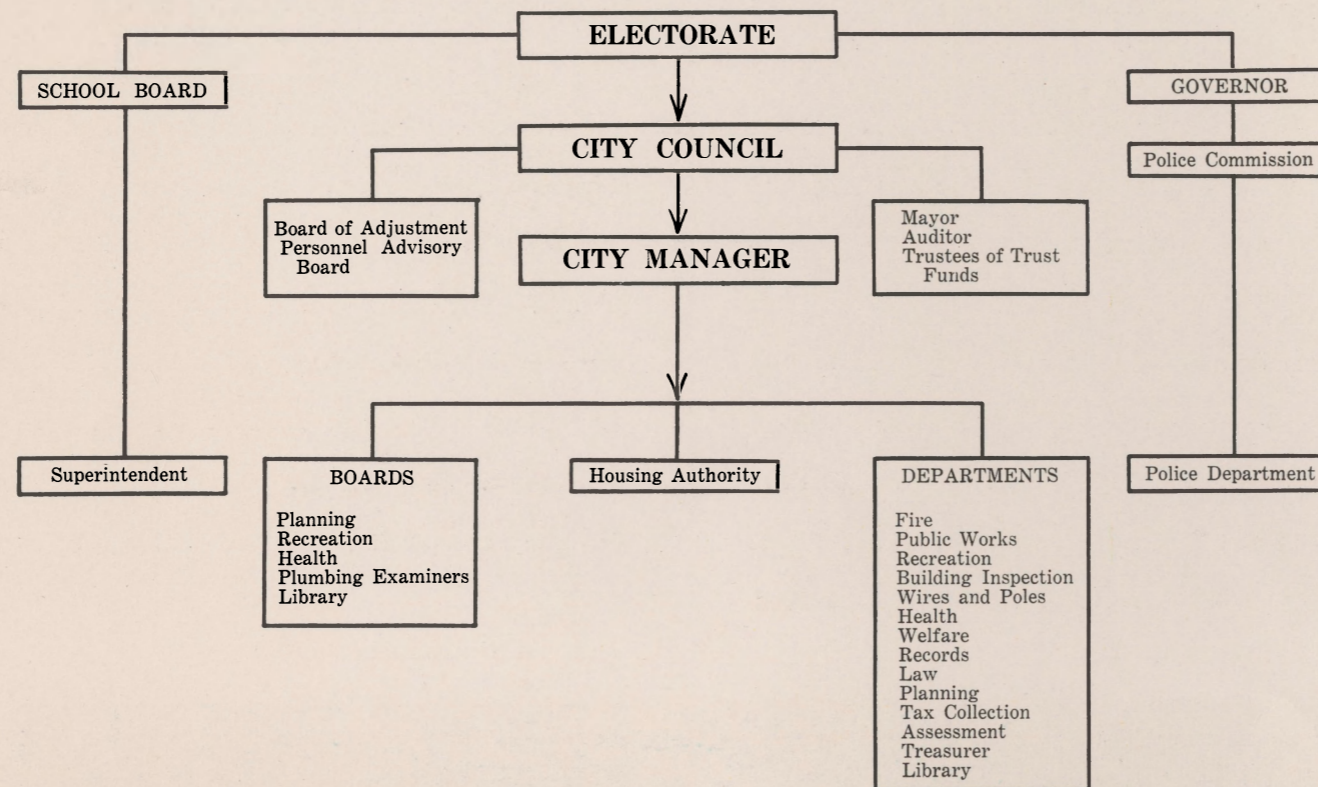 ELECTORATE
SCHOOL BOARD
GOVERNOR
CITY COUNCIL
Police Commission
Board of Adjustment
Personnel Advisory
Board
CITY MANAGER
Mayor
Auditor
Trustees of Trust
Funds
Superintendent
BOARDS
Planning
Recreation
Health
Plumbing Examiners
Library
Housing Authority
DEPARTMENTS
Fire
Public Works
Recreation
Building Inspection
Wires and Poles
Health
Welfare
Records
Law
Planning
Tax Collection
Assessment
Treasurer
Library
Police Department